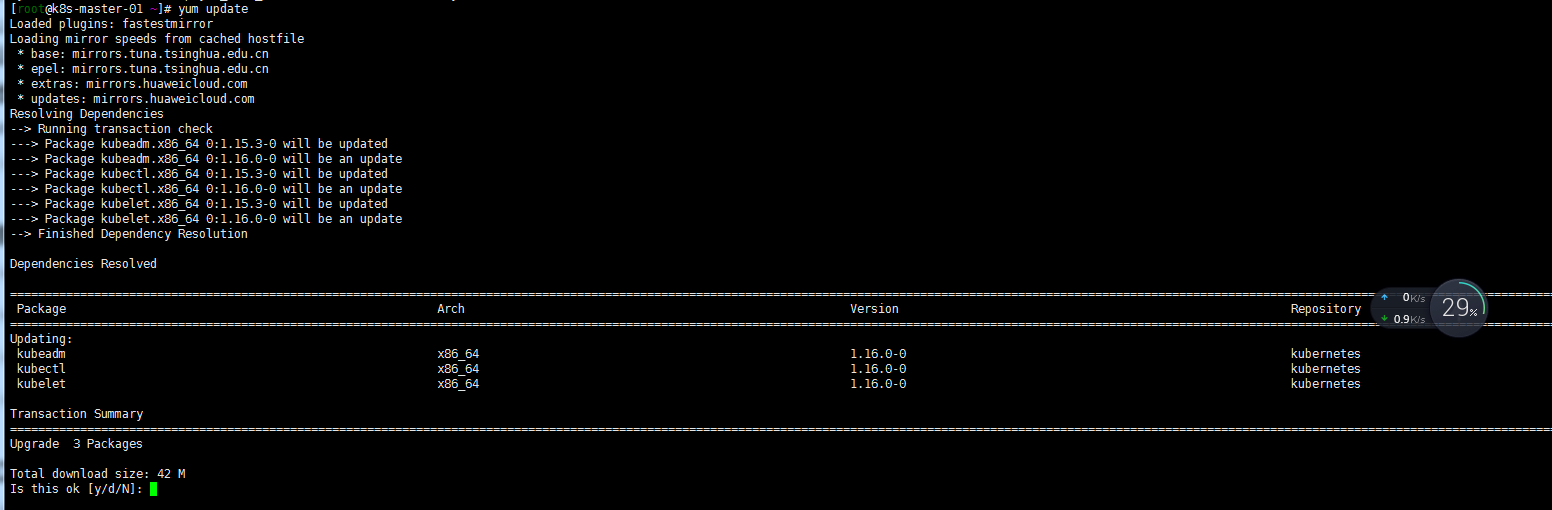 [root@k8s-master-01 ~]# yum update
Loaded plugins: fastestmirror
Loading mirror speeds from cached hostfile
 * base: mirrors.tuna.tsinghua.edu.cn
 * epel: mirrors.tuna.tsinghua.edu.cn
 * extras: mirrors.huaweicloud.com
 * updates: mirrors.huaweicloud.com
Resolving Dependencies
--> Running transaction check
---> Package kubeadm.x86_64 0:1.15.3-0 will be updated
---> Package kubeadm.x86_64 0:1.16.0-0 will be an update
---> Package kubectl.x86_64 0:1.15.3-0 will be updated
---> Package kubectl.x86_64 0:1.16.0-0 will be an update
---> Package kubelet.x86_64 0:1.15.3-0 will be updated
---> Package kubelet.x86_64 0:1.16.0-0 will be an update
--> Finished Dependency Resolution
Dependencies Resolved
Package Arch Version Repository
0K/s
0.9K/s
29%
Updating:
kubeadm x86_64 1.16.0-0 kubernetes
kubectl x86_64 1.16.0-0 kubernetes
kubelet x86_64 1.16.0-0 kubernetes
Transaction Summary
Upgrade  3 Packages
Total download size: 42 M
Is this ok [y/d/N]: